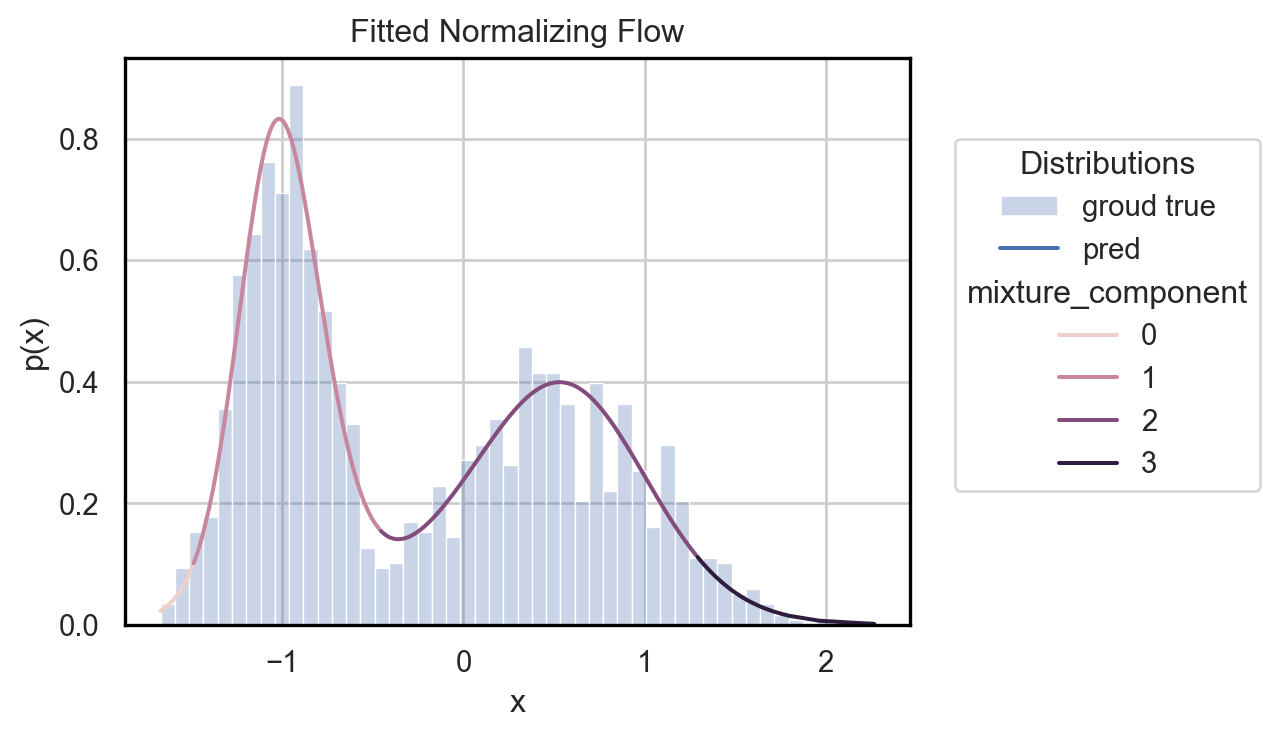 Fitted Normalizing Flow
p(x)
0.8
0.6
0.4
0.2
0.0
−1
0
1
2
x
Distributions
groud true
pred
mixture_component
0
1
2
3